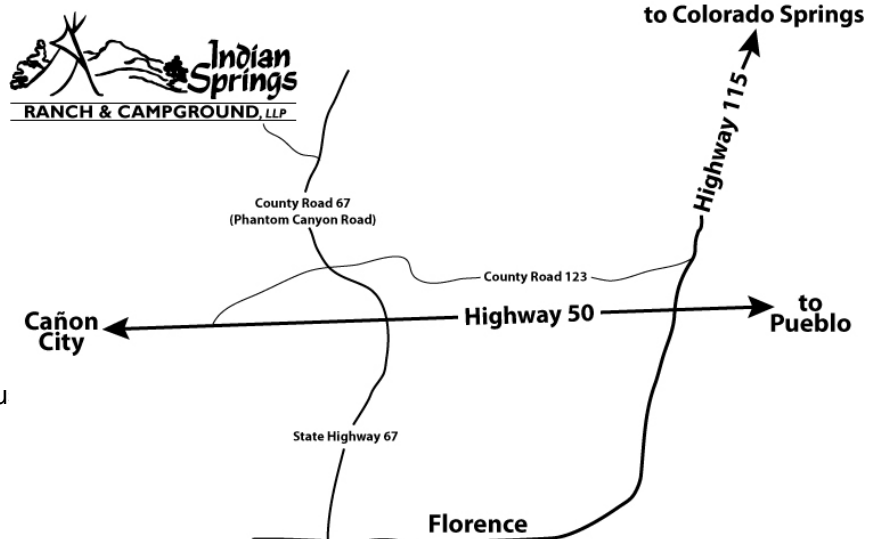 to Colorado Springs
Indian
Springs
RANCH & CAMPGROUND, LLP
Highway 115
County Road 67
(Phantom Canyon Road)
County Road 123
Cañon
City
Highway 50
to
Pueblo
u
State Highway 67
Florence